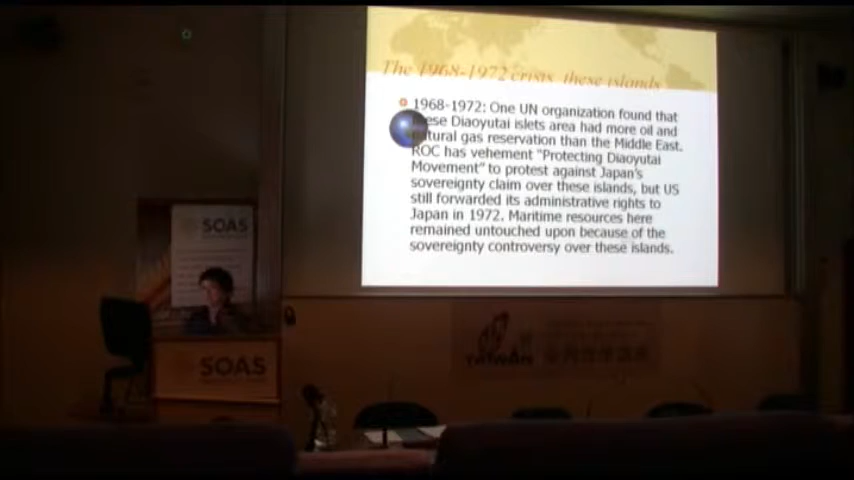 The 1968-1972 crisis, these islands
1968-1972: One UN organization found that
these Diaoyutai islets area had more oil and
natural gas reservation than the Middle East.
ROC has vehement "Protecting Diaoyutai
Movement" to protest against Japan's
sovereignty claim over these islands, but US
still forwarded its administrative rights to
Japan in 1972. Maritime resources here
remained untouched upon because of the
sovereignty controversy over these islands.
SOAS
SOAS
TAIWAN